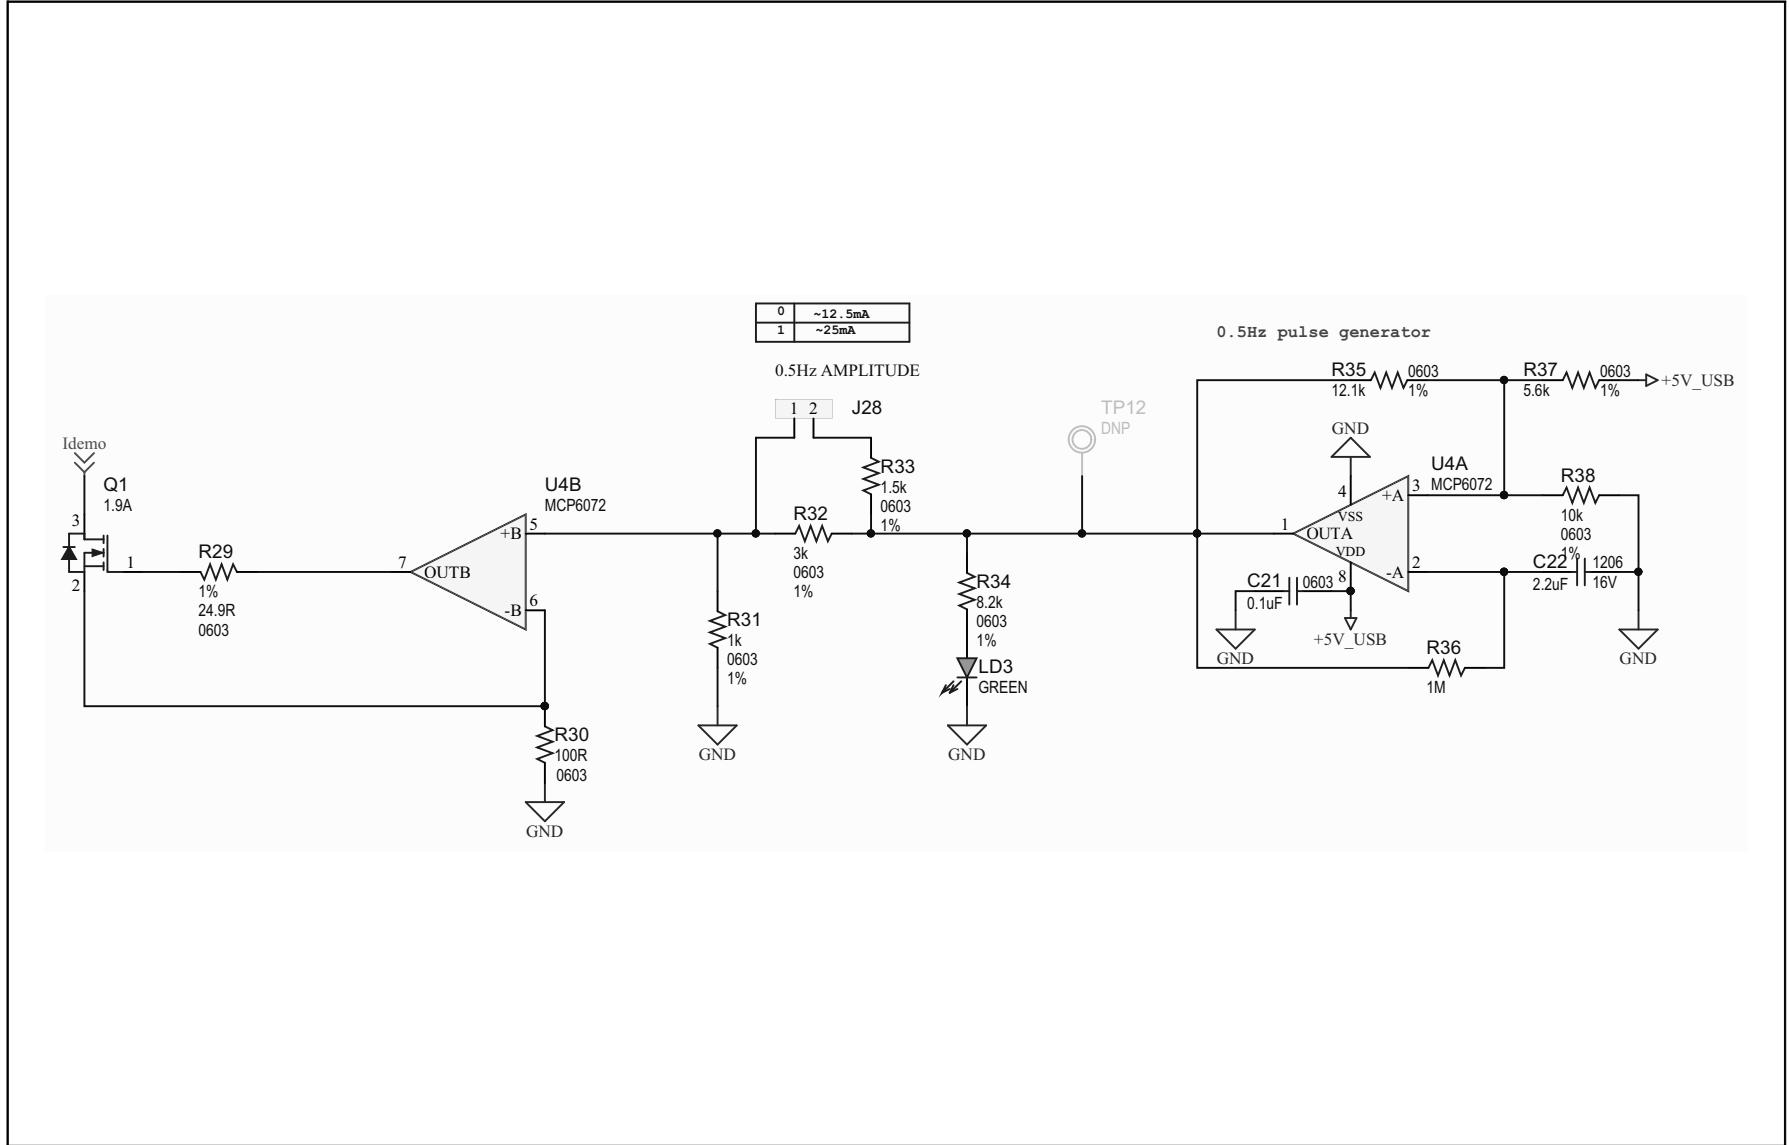 0 ~12.5mA
1 ~25mA
0.5Hz AMPLITUDE
0.5Hz pulse generator
1 2 J28
Idemo
Q1
1.9A
3
1
2
R29
1%
24.9R
0603
7 OUTB
U4B
MCP6072
+B 5
-B 6
R30
100R
0603
GND
R31
1k
0603
1%
GND
R32
3k
0603
1%
R33
1.5k
0603
1%
R34
8.2k
0603
1%
LD3
GREEN
GND
TP12
DNP
R35 0603
12.1k 1%
R37 0603
5.6k 1%
+5V_USB
GND
U4A
MCP6072
4
VSS
+A 3
1 OUTA
VDD
-A 2
8
R38
10k
0603
1%
C22 1206
2.2uF 16V
C21 0603
0.1uF
GND
+5V_USB
R36
1M
GND